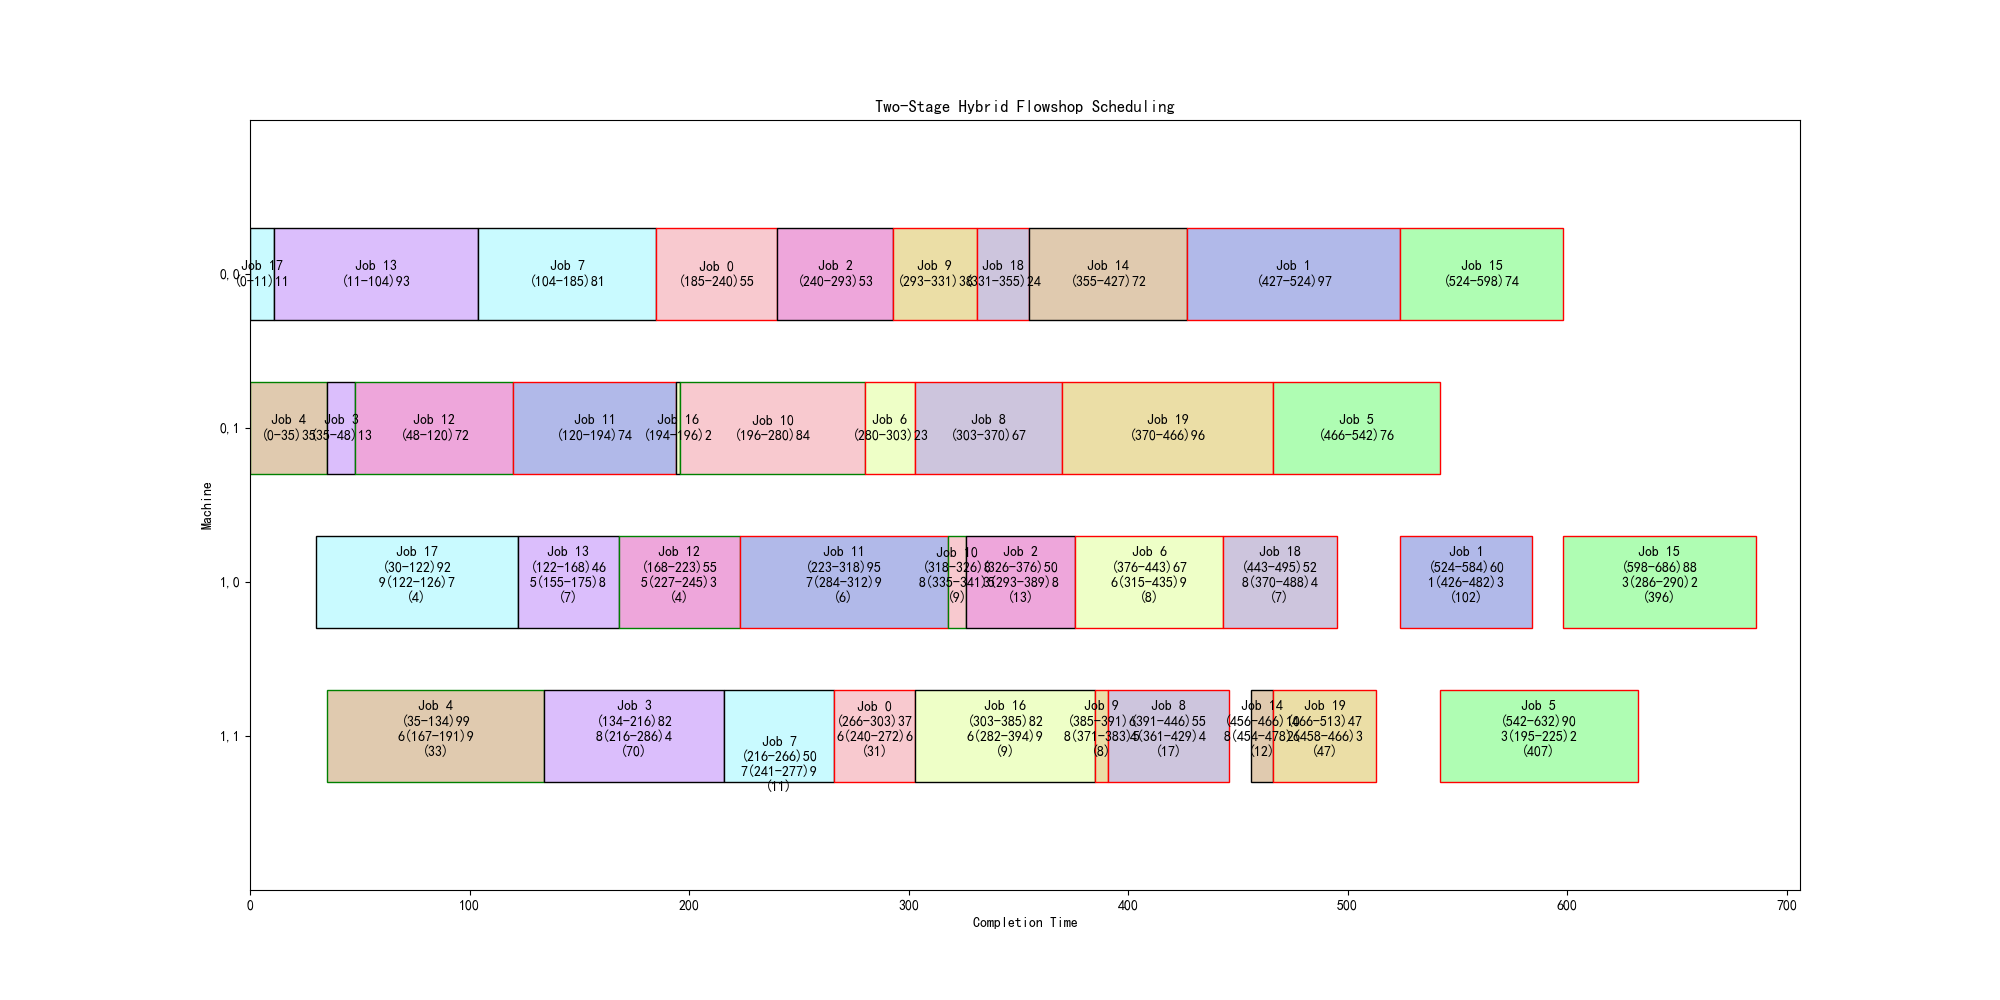 Two-Stage Hybrid Flowshop Scheduling
Machine
0,0
Job 17
(0-11)11
Job 13
(11-104)93
Job 7
(104-185)81
Job 0
(185-240)55
Job 2
(240-293)53
Job 9
(293-331)38
Job 18
(331-355)24
Job 14
(355-427)72
Job 1
(427-524)97
Job 15
(524-598)74
0,1
Job 4
(0-35)35
Job 3
(35-48)13
Job 12
(48-120)72
Job 11
(120-194)74
Job 16
(194-196)2
Job 10
(196-280)84
Job 6
(280-303)23
Job 8
(303-370)67
Job 19
(370-466)96
Job 5
(466-542)76
1,0
Job 17
(30-122)92
9(122-126)7
(4)
Job 13
(122-168)46
5(155-175)8
(7)
Job 12
(168-223)55
5(227-245)3
(4)
Job 11
(223-318)95
7(284-312)9
(6)
Job 10
(318-326)8
8(335-341)5
(9)
Job 2
(326-376)50
3(293-389)8
(13)
Job 6
(376-443)67
6(315-435)9
(8)
Job 18
(443-495)52
8(370-488)4
(7)
Job 1
(524-584)60
1(426-482)3
(102)
Job 15
(598-686)88
3(286-290)2
(396)
1,1
Job 4
(35-134)99
6(167-191)9
(33)
Job 3
(134-216)82
8(216-286)4
(70)
Job 7
(216-266)50
7(241-277)9
(11)
Job 0
(266-303)37
6(240-272)6
(31)
Job 16
(303-385)82
6(282-394)9
(9)
Job 9
(385-391)6
8(371-383)
(8)
Job 8
(391-446)55
(361-429)4
(17)
Job 14
(456-466)10
8(454-478)
(12)
Job 19
(466-513)47
(458-466)3
(47)
Job 5
(542-632)90
3(195-225)2
(407)
0
100
200
300
400
500
600
700
Completion Time